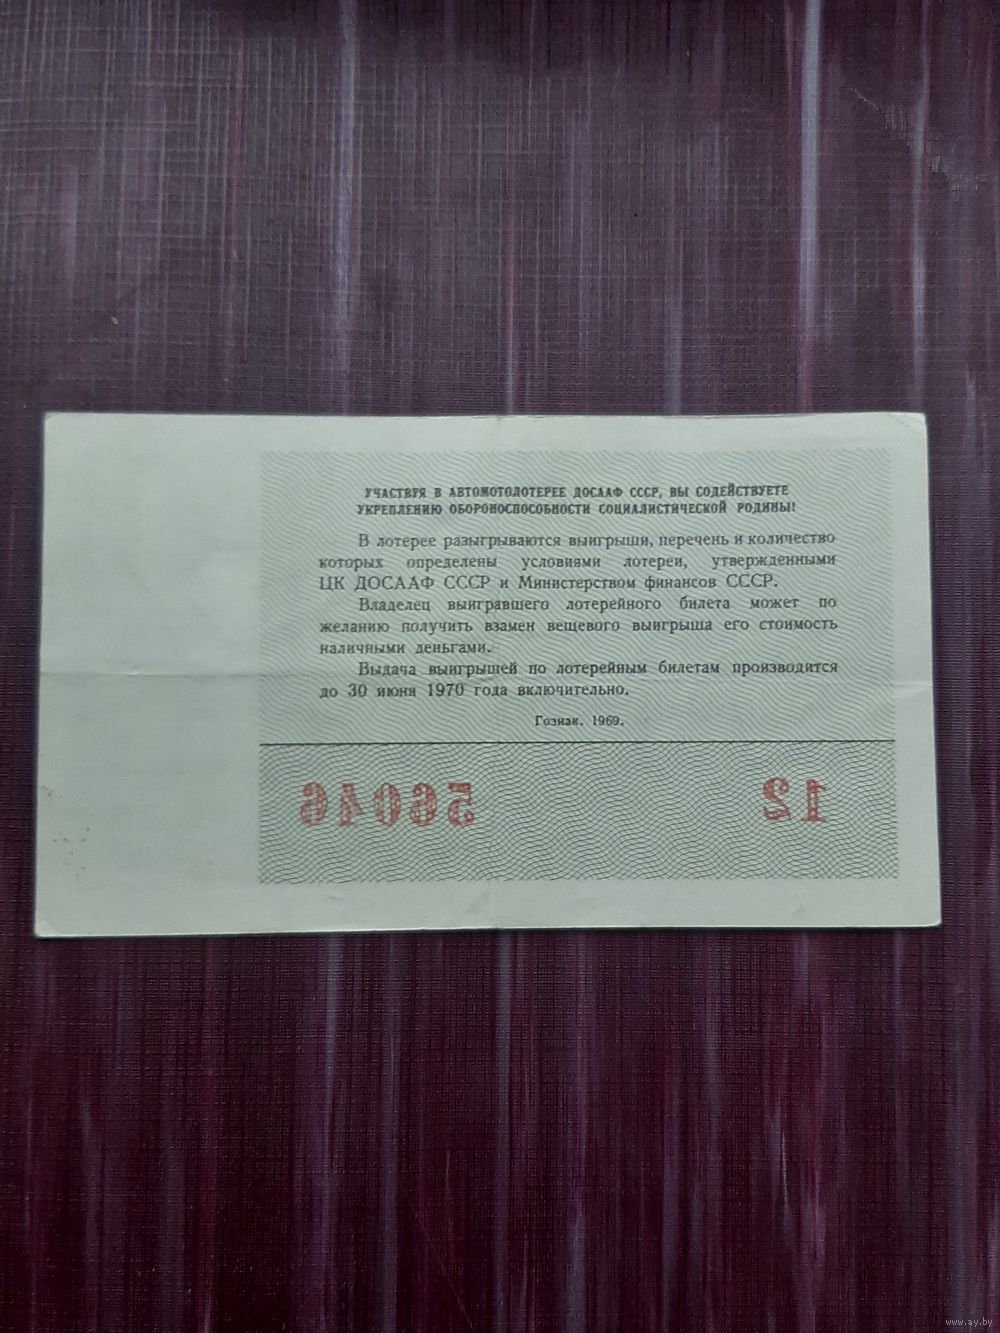 УЧАСТВУЯ В АВТОМОТОЛОТЕРЕЕ ДОСААФ СССР, ВЫ СОДЕЙСТВУЕТЕ
УКРЕПЛЕНИЮ ОБОРОНОСПОСОБНОСТИ СОЦИАЛИСТИЧЕСКОЙ РОДИНЫ!
В лотерее разыгрываются выигрыши, перечень и количество
которых определены условиями лотереи, утвержденными
ЦК ДОСААФ СССР и Министерством финансов СССР.
Владелец выигравшего лотерейного билета может по
желанию получить взамен вещевого выигрыша его стоимость
наличными деньгами.
Выдача выигрышей по лотерейным билетам производится
до 30 июня 1970 года включительно.
Гознак. 1969.
56046 12
www.ay.by